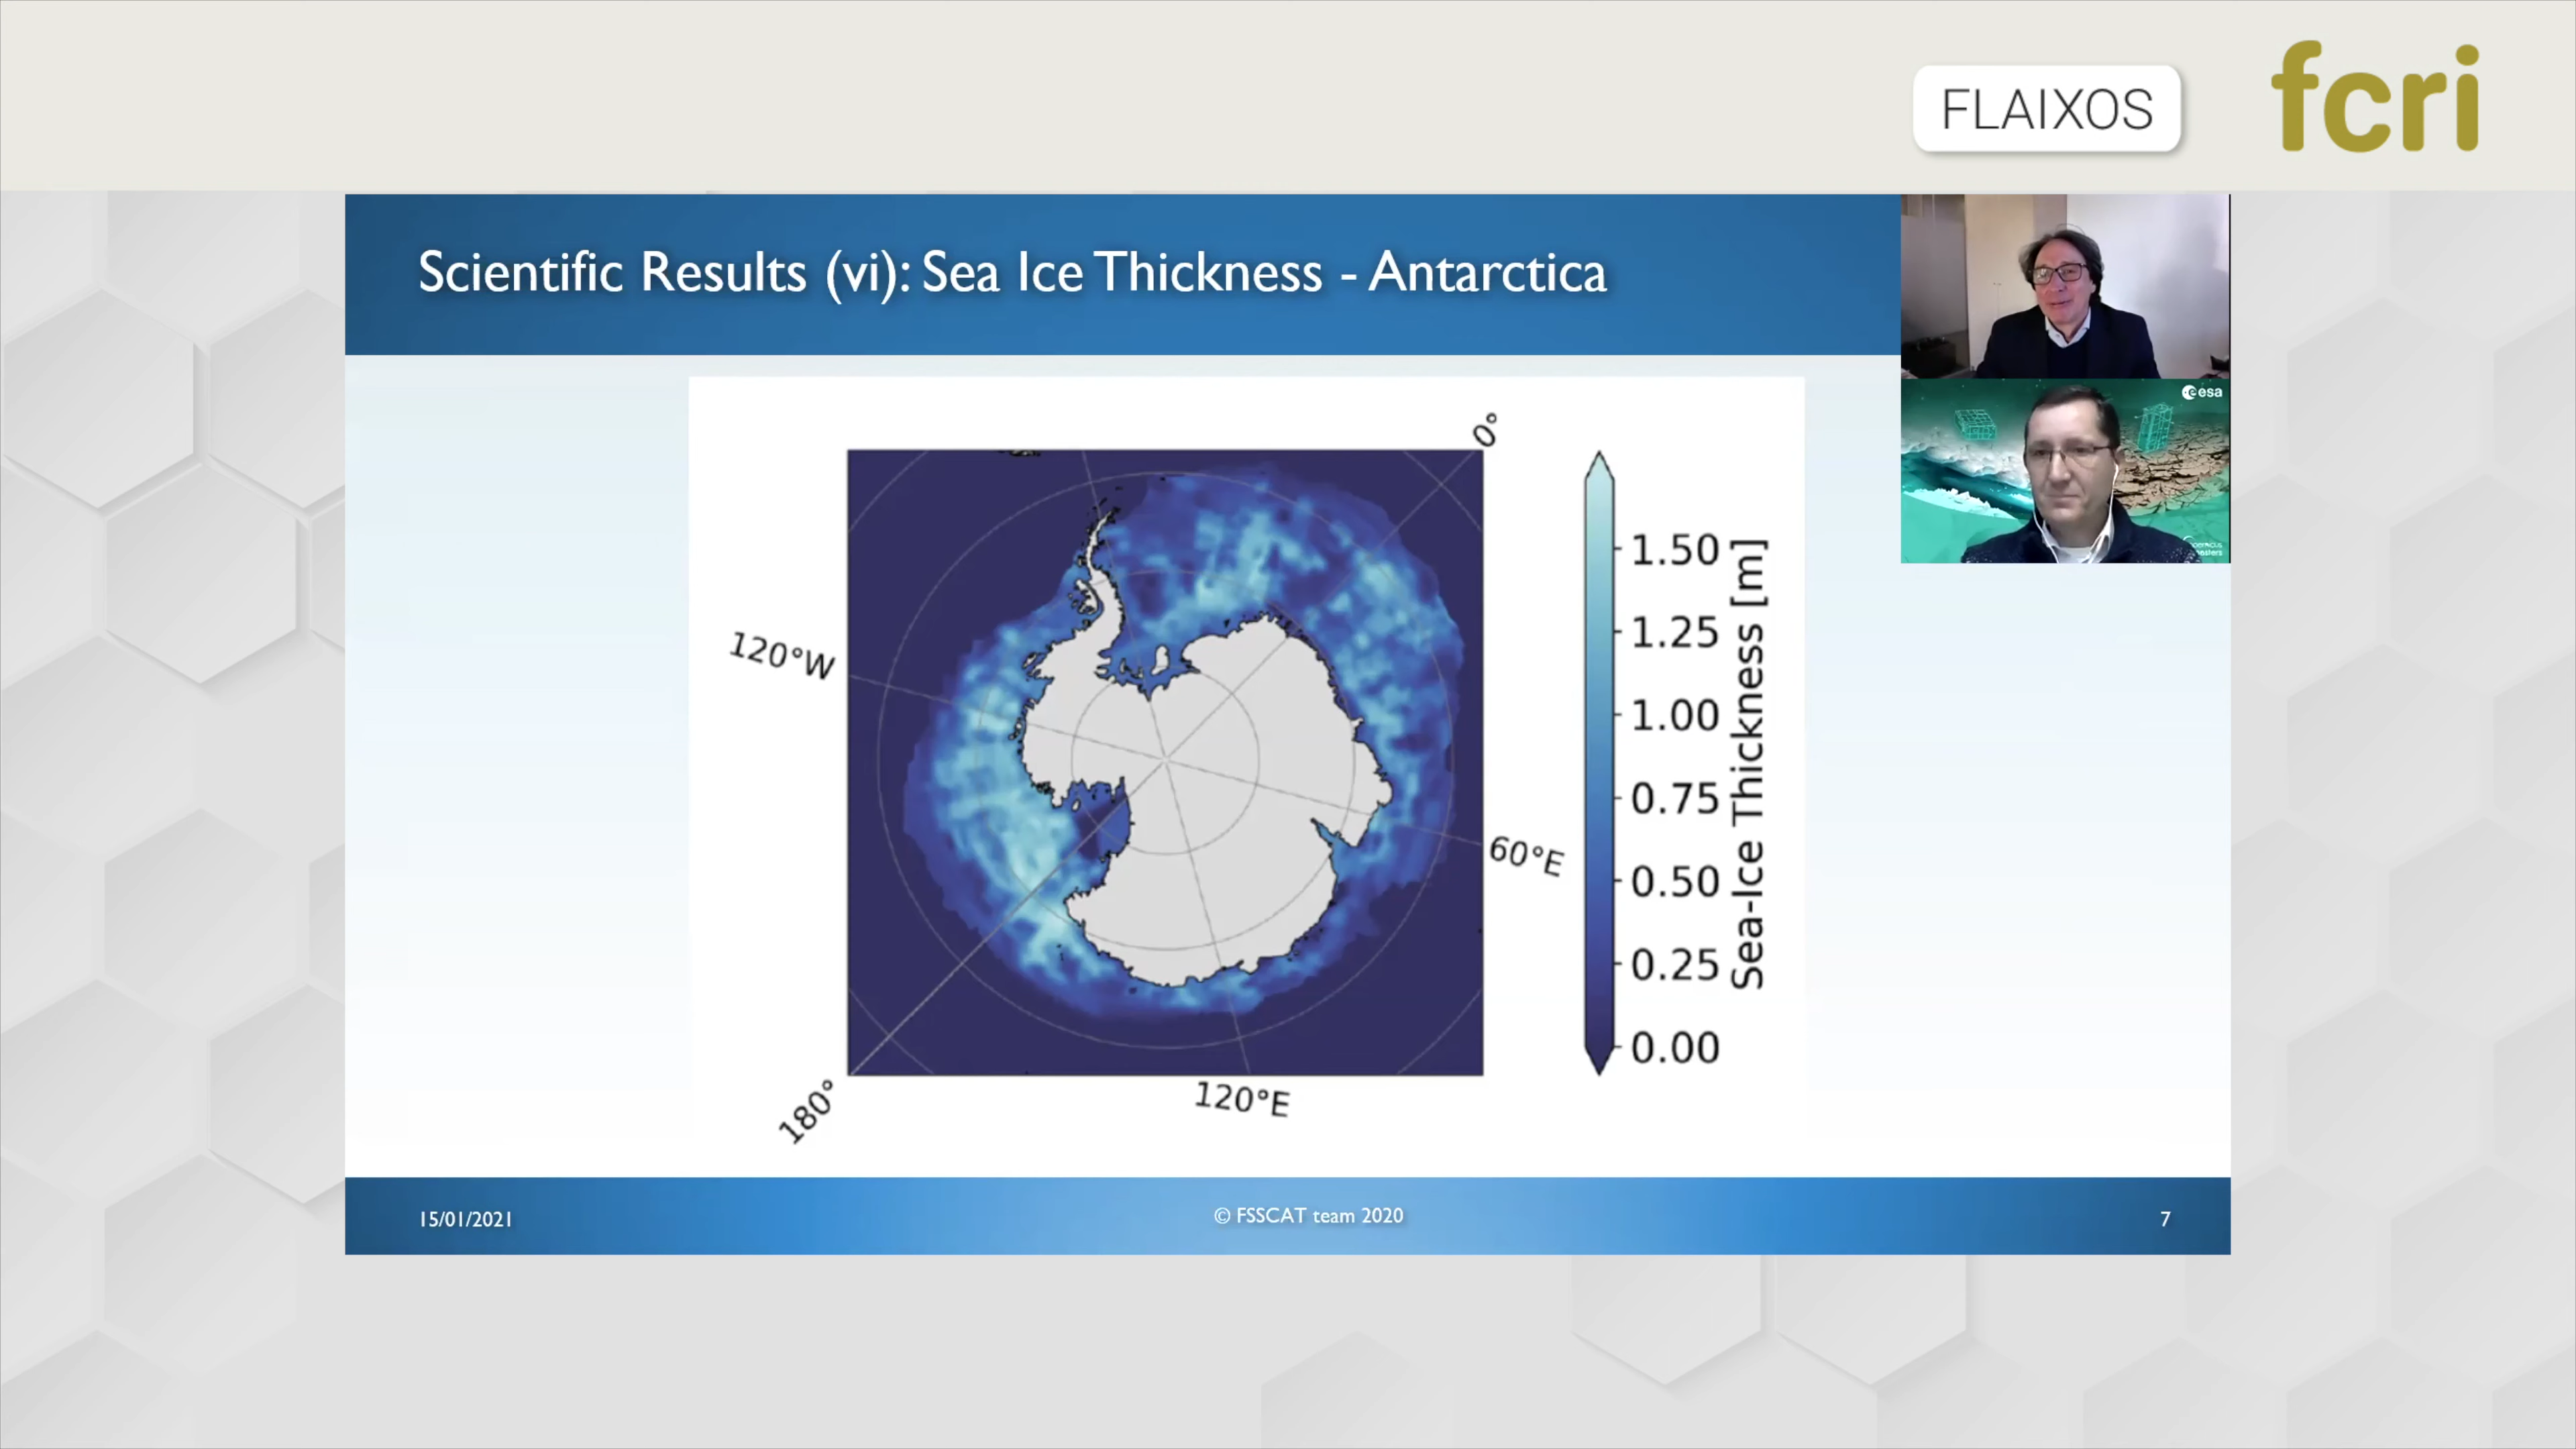 FLAIXOS
fcri
Scientific Results (vi): Sea Ice Thickness - Antarctica
esa
0°
120°W
60°E
120°E
180°
1.50
1.25
1.00
0.75
0.50
0.25
0.00
Sea-Ice Thickness [m]
15/01/2021
© FSSCAT team 2020
7